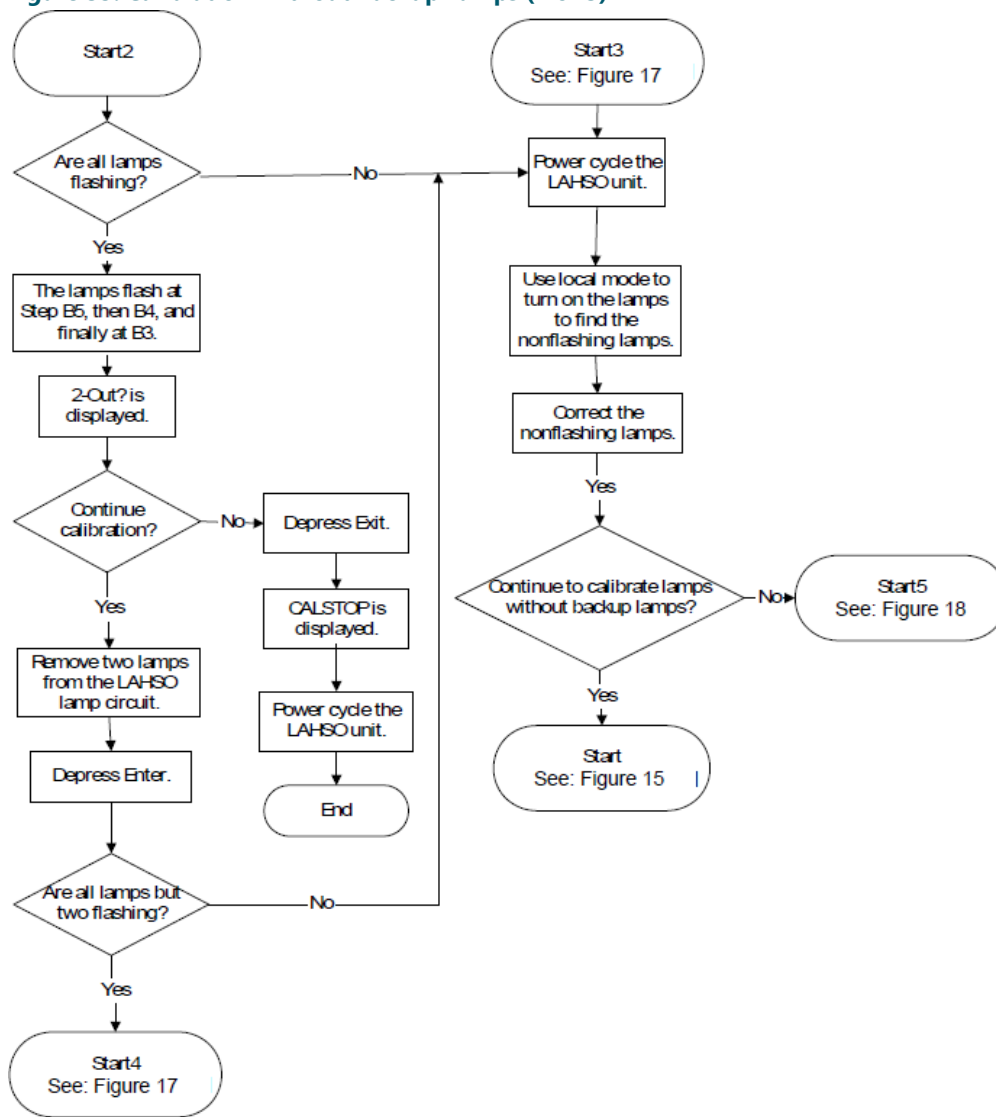 Start2
Are all lamps
flashing?
No
Yes
The lamps flash at
Step B5, then B4, and
finally at B3.
2-Out? is
displayed.
Continue
calibration?
No
Depress Exit.
CALSTOP is
displayed.
Power cycle the
LAHSO unit.
End
Yes
Remove two lamps
from the LAHSO
lamp circuit.
Depress Enter.
Are all lamps but
two flashing?
No
Yes
Start4
See: Figure 17
Start3
See: Figure 17
Power cycle the
LAHSO unit.
Use local mode to
turn on the lamps
to find the
nonflashing lamps.
Correct the
nonflashing lamps.
Yes
Continue to calibrate lamps
without backup lamps?
No
Start5
See: Figure 18
Yes
Start
See: Figure 15